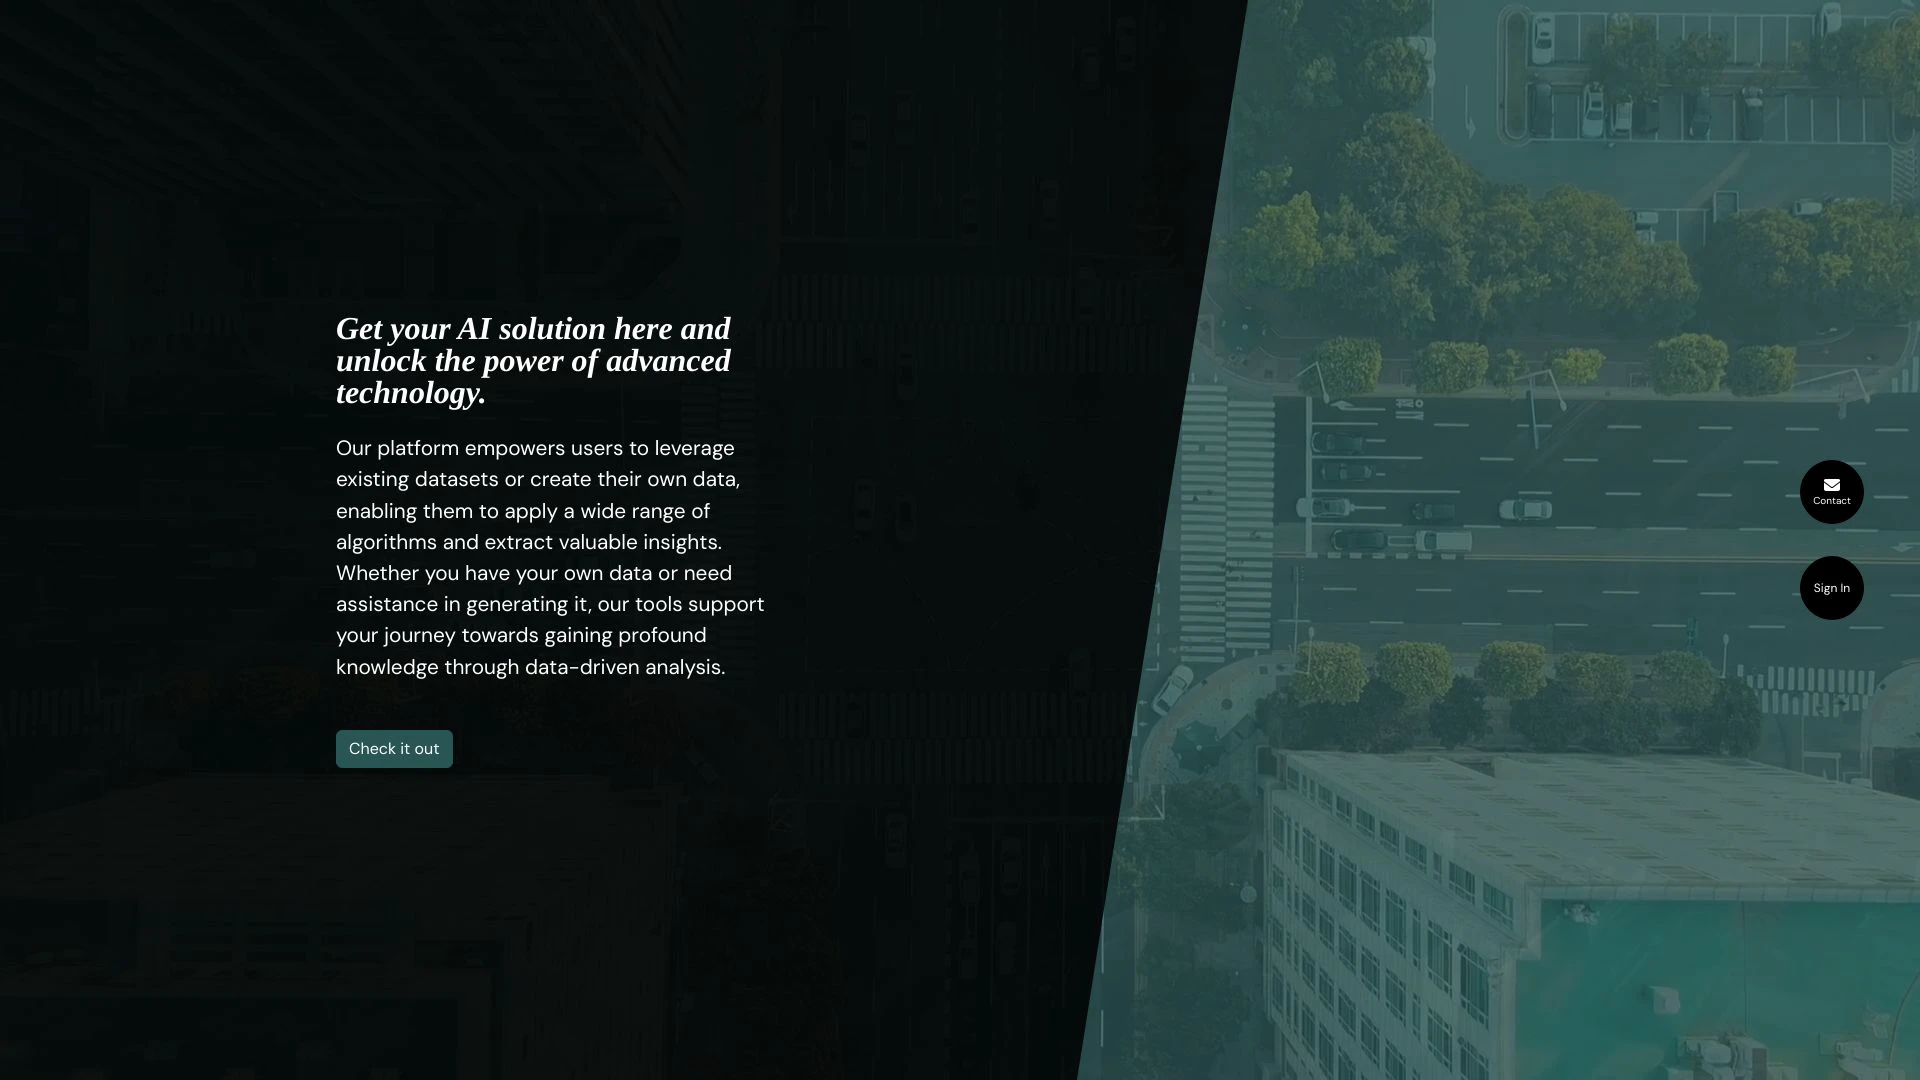 Get your AI solution here and
unlock the power of advanced
technology.
Our platform empowers users to leverage
existing datasets or create their own data,
enabling them to apply a wide range of
algorithms and extract valuable insights.
Whether you have your own data or need
assistance in generating it, our tools support
your journey towards gaining profound
knowledge through data-driven analysis.
Check it out
Contact
Sign In